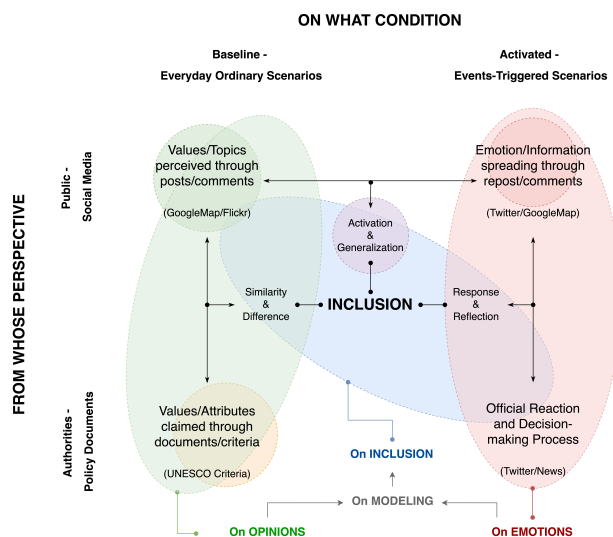 ON WHAT CONDITION
Baseline -
Everyday Ordinary Scenarios
Activated -
Events-Triggered Scenarios
FROM WHOSE PERSPECTIVE
Public -
Social Media
Values/Topics
perceived through
posts/comments
(GoogleMap/Flickr)
Emotion/Information
spreading through
repost/comments
(Twitter/GoogleMap)
Activation
&
Generalization
Similarity
&
Difference
INCLUSION
Response
&
Reflection
Authorities -
Policy Documents
Values/Attributes
claimed through
documents/criteria
(UNESCO Criteria)
Official Reaction
and Decision-
making Process
(Twitter/News)
On INCLUSION
On MODELING
On OPINIONS
On EMOTIONS